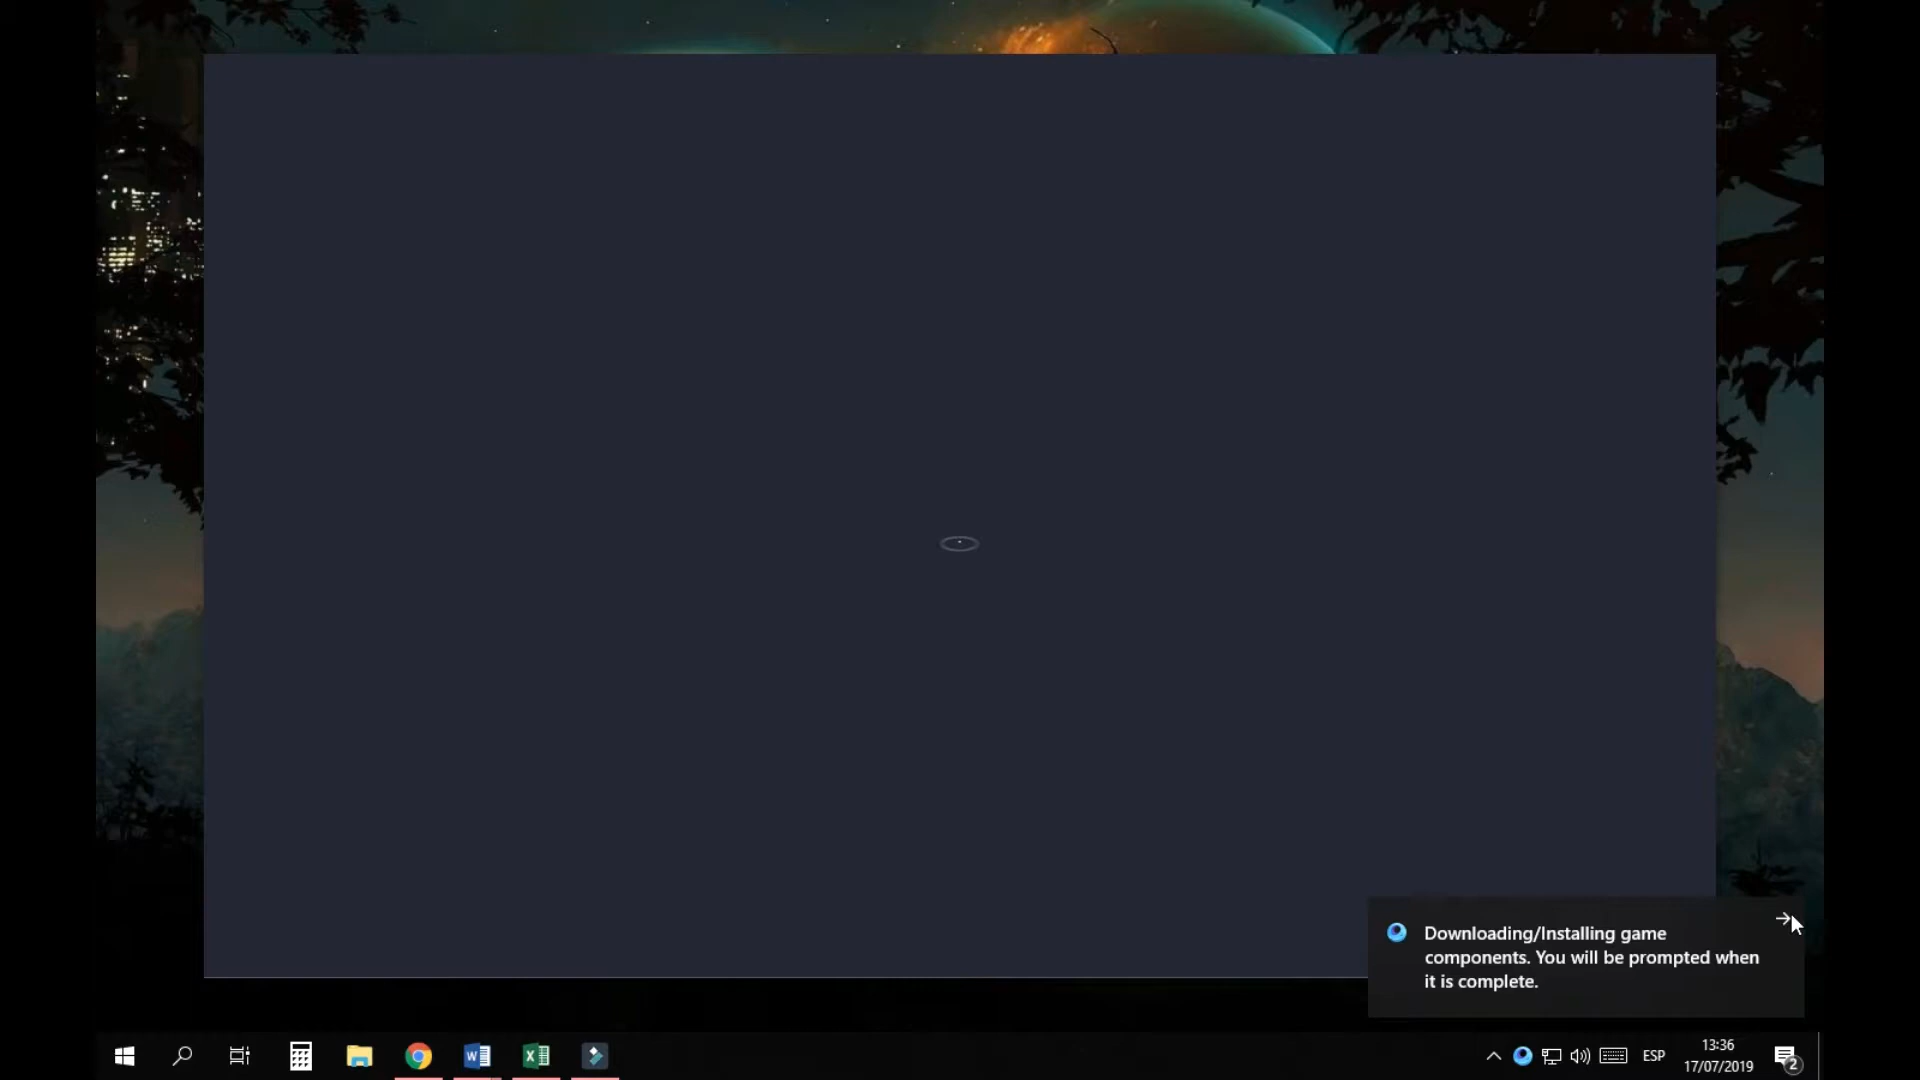 Downloading/Installing game
components. You will be prompted when
it is complete.
W
X
ESP
13:36
17/07/2019
2